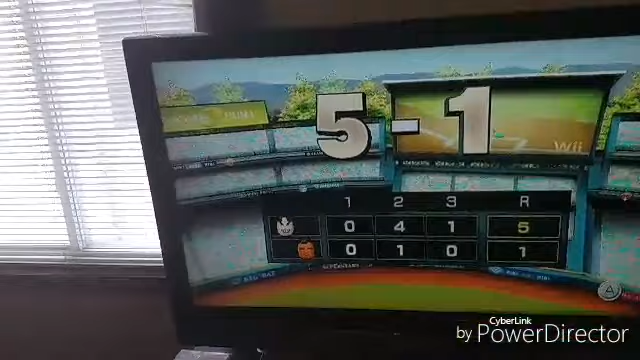 5-1
Wii
1 2 3 R
0 4 1 5
0 1 0 1
A
CyberLink
by PowerDirector